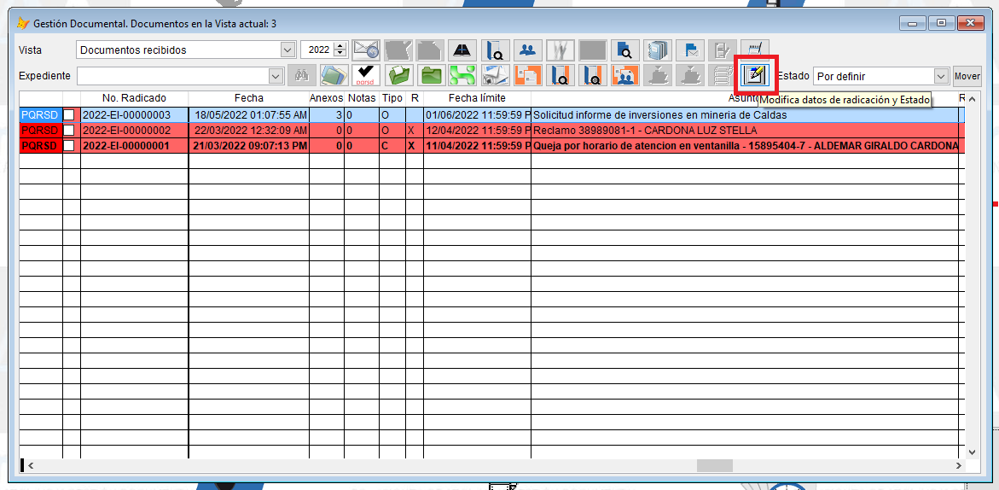 Gestión Documental. Documentos en la Vista actual: 3
Vista Documentos recibidos 2022
Expediente pqrsd Estado Por definir Mover
No. Radicado Fecha Anexos Notas Tipo R Fecha límite Asunto R
Modifica datos de radicación y Estado
PQRSD 2022-EI-00000003 18/05/2022 01:07:55 AM 3 0 O 01/06/2022 11:59:59 P Solicitud informe de inversiones en mineria de Caldas
PQRSD 2022-EI-00000002 22/03/2022 12:32:09 AM 0 0 O X 12/04/2022 11:59:59 P Reclamo 38989081-1 - CARDONA LUZ STELLA
PQRSD 2022-EI-00000001 21/03/2022 09:07:13 PM 0 0 C X 11/04/2022 11:59:59 P Queja por horario de atencion en ventanilla - 15895404-7 - ALDEMAR GIRALDO CARDONA